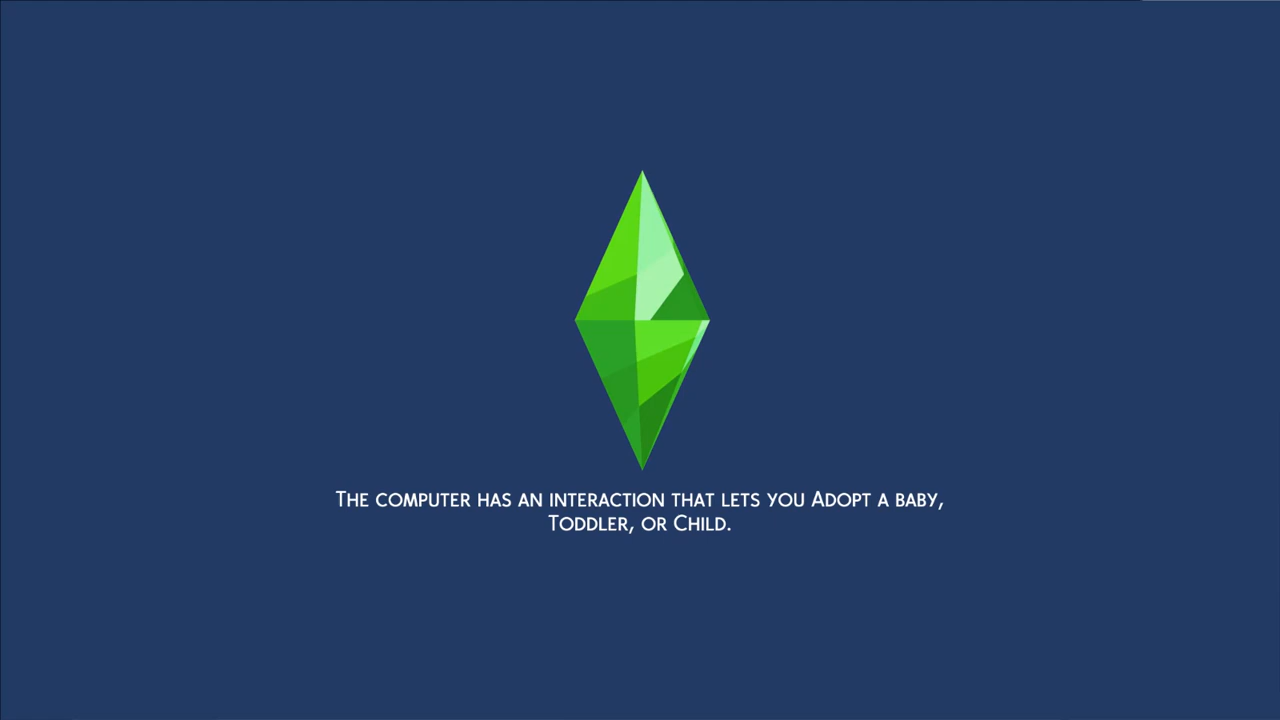 The computer has an interaction that lets you Adopt a baby,
Toddler, or Child.